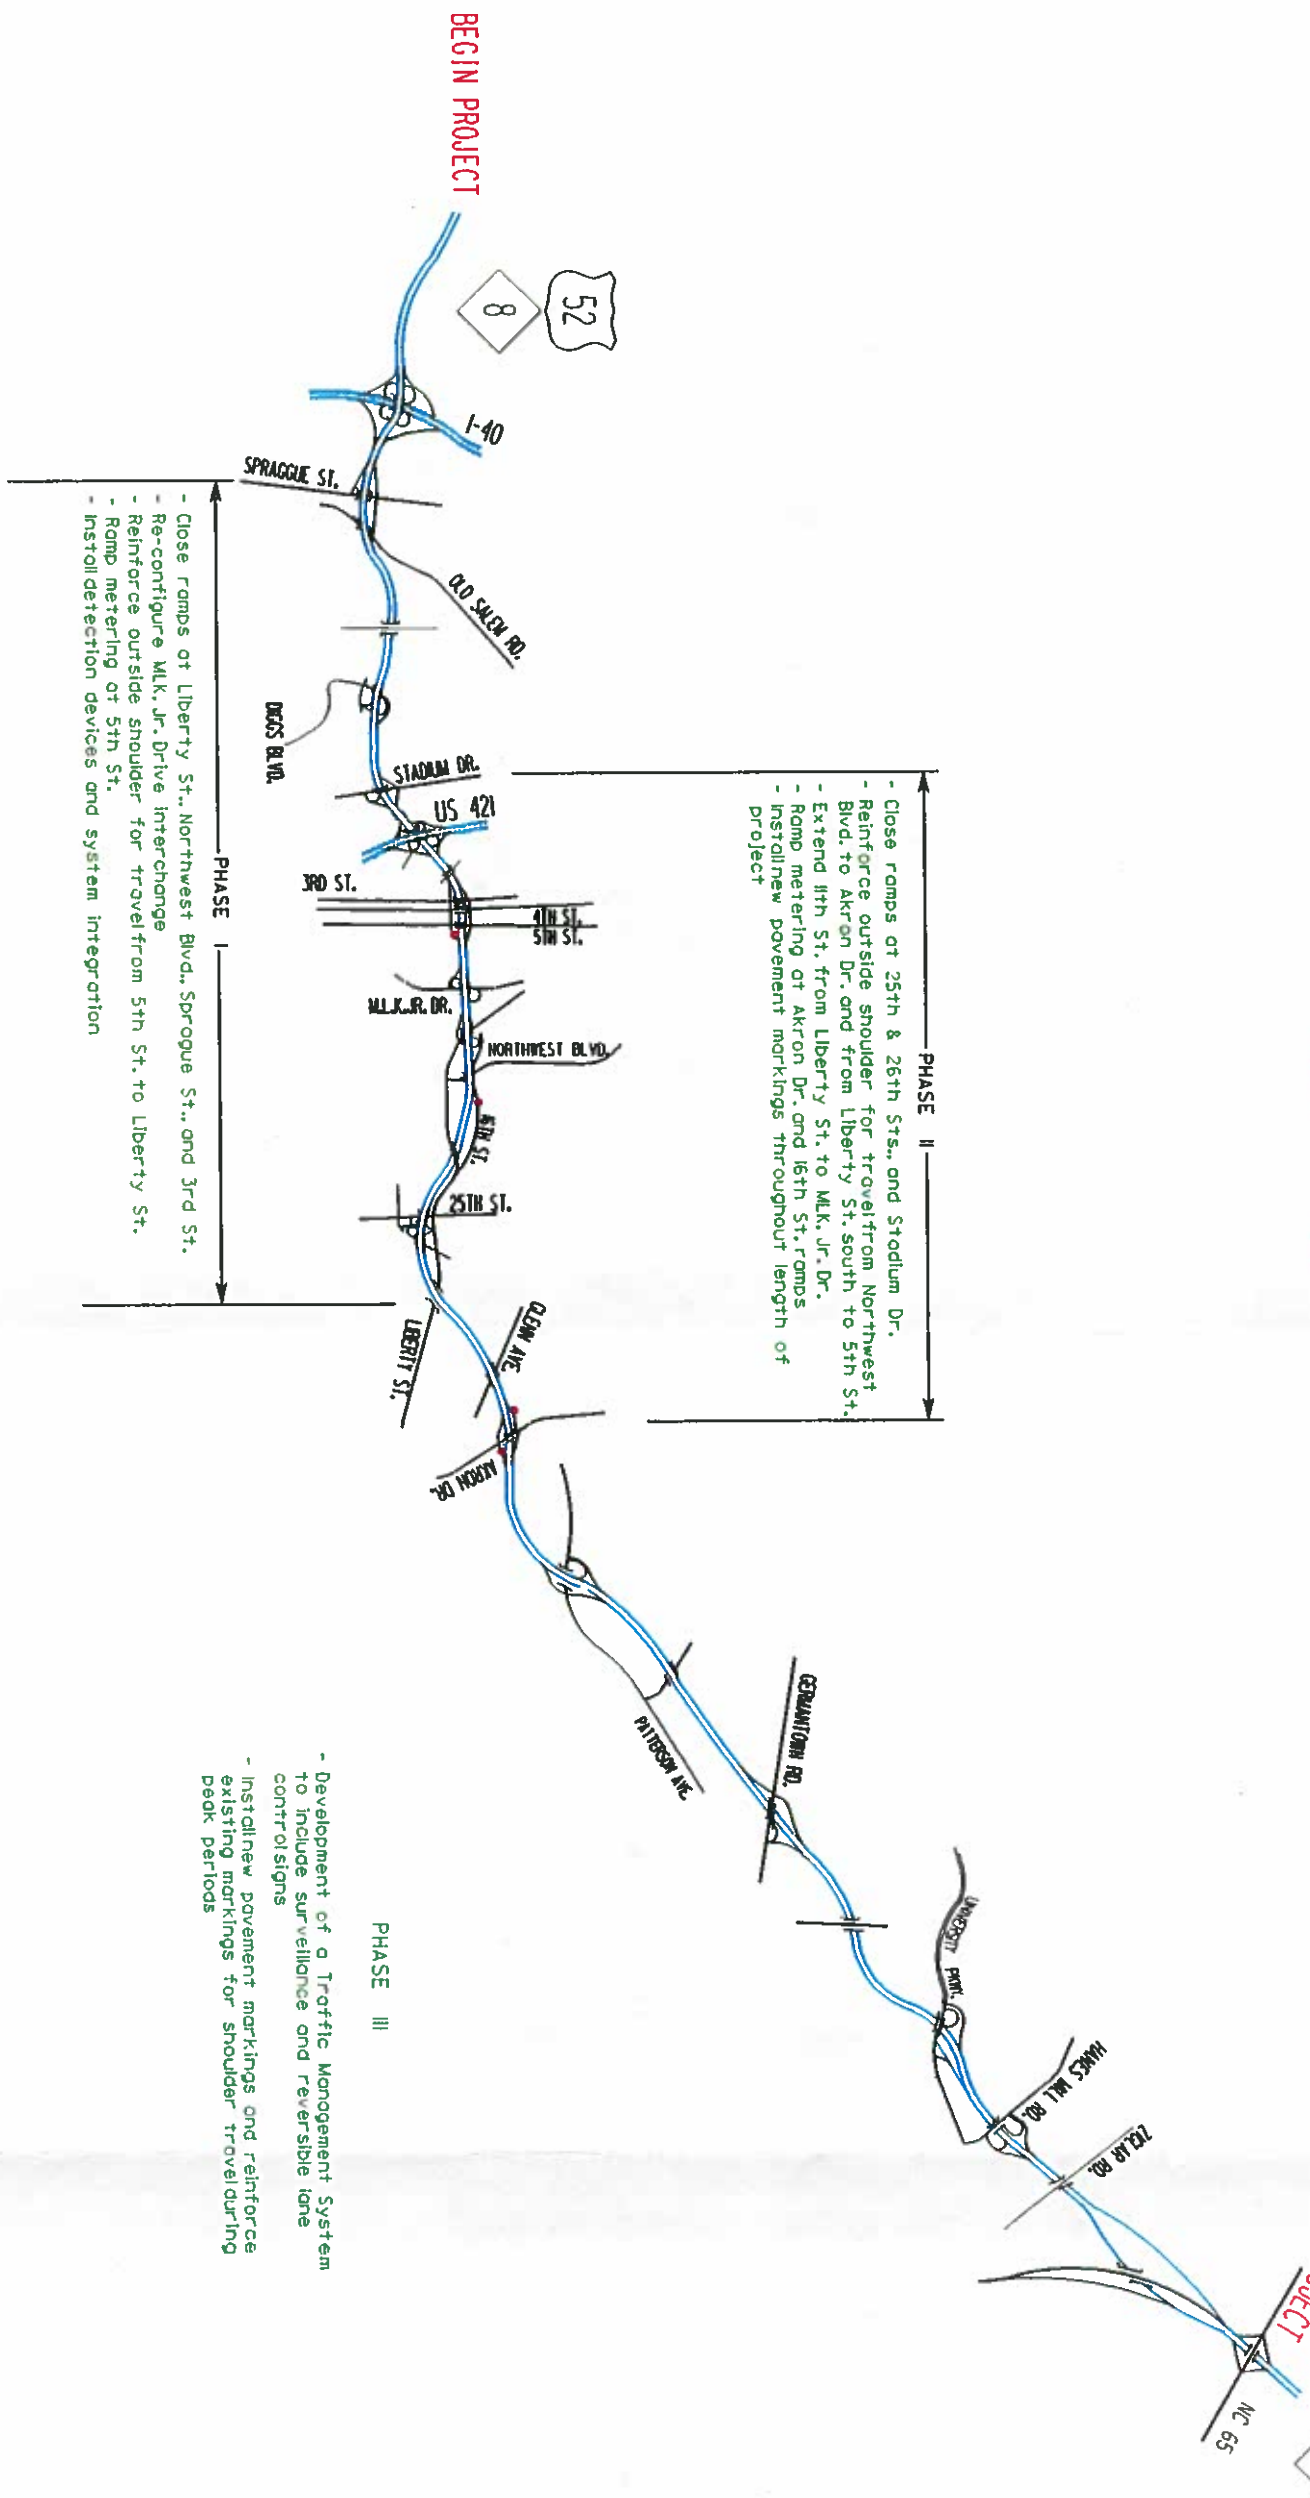 BEGIN PROJECT
52
8
I-40
SPRAGGUE ST.
OLD SALEM RD.
DIGGS BLVD.
STADIUM DR.
US 421
3RD ST.
4TH ST.
5TH ST.
M.L.K. JR. DR.
NORTHWEST BLVD.
16TH ST.
25TH ST.
LIBERTY ST.
GLENN AVE.
AKRON DR.
PATTERSON AVE.
GERMANTOWN RD.
UNIVERSITY PKWY.
HANES MILL RD.
ZIGLAR RD.
NC 65
PHASE II
- Close ramps at 25th & 26th Sts., and Stadium Dr.
- Reinforce outside shoulder for travel from Northwest
Blvd. to Akron Dr. and from Liberty St. south to 5th St.
- Extend 11th St. from Liberty St. to MLK. Jr. Dr.
- Ramp metering at Akron Dr. and 16th St. ramps
- Install new pavement markings throughout length of
project
PHASE I
- Close ramps at Liberty St., Northwest Blvd., Sprague St., and 3rd St.
- Re-configure MLK. Jr. Drive interchange
- Reinforce outside shoulder for travel from 5th St. to Liberty St.
- Ramp metering at 5th St.
- Install detection devices and system integration
PHASE III
- Development of a Traffic Management System
to include surveillance and reversible lane
control signs
- Install new pavement markings and reinforce
existing markings for shoulder travel during
peak periods